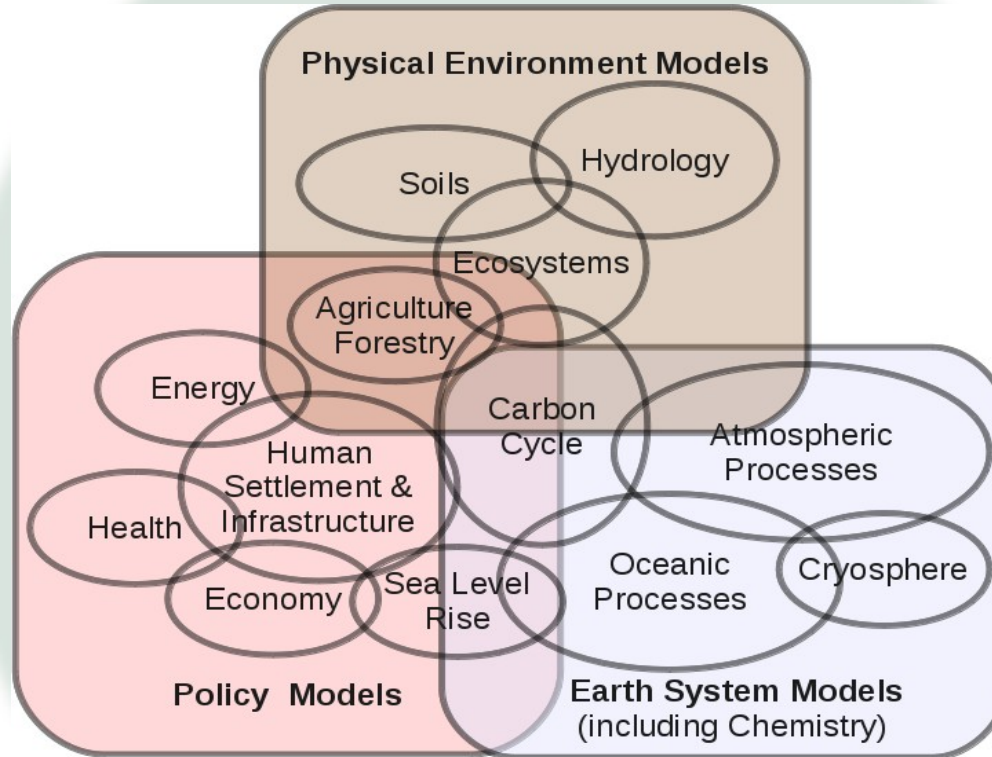 Physical Environment Models
Hydrology
Soils
Ecosystems
Agriculture
Forestry
Energy
Carbon
Cycle
Atmospheric
Processes
Human
Settlement &
Infrastructure
Health
Oceanic
Processes
Cryosphere
Economy
Sea Level
Rise
Policy Models
Earth System Models
(including Chemistry)